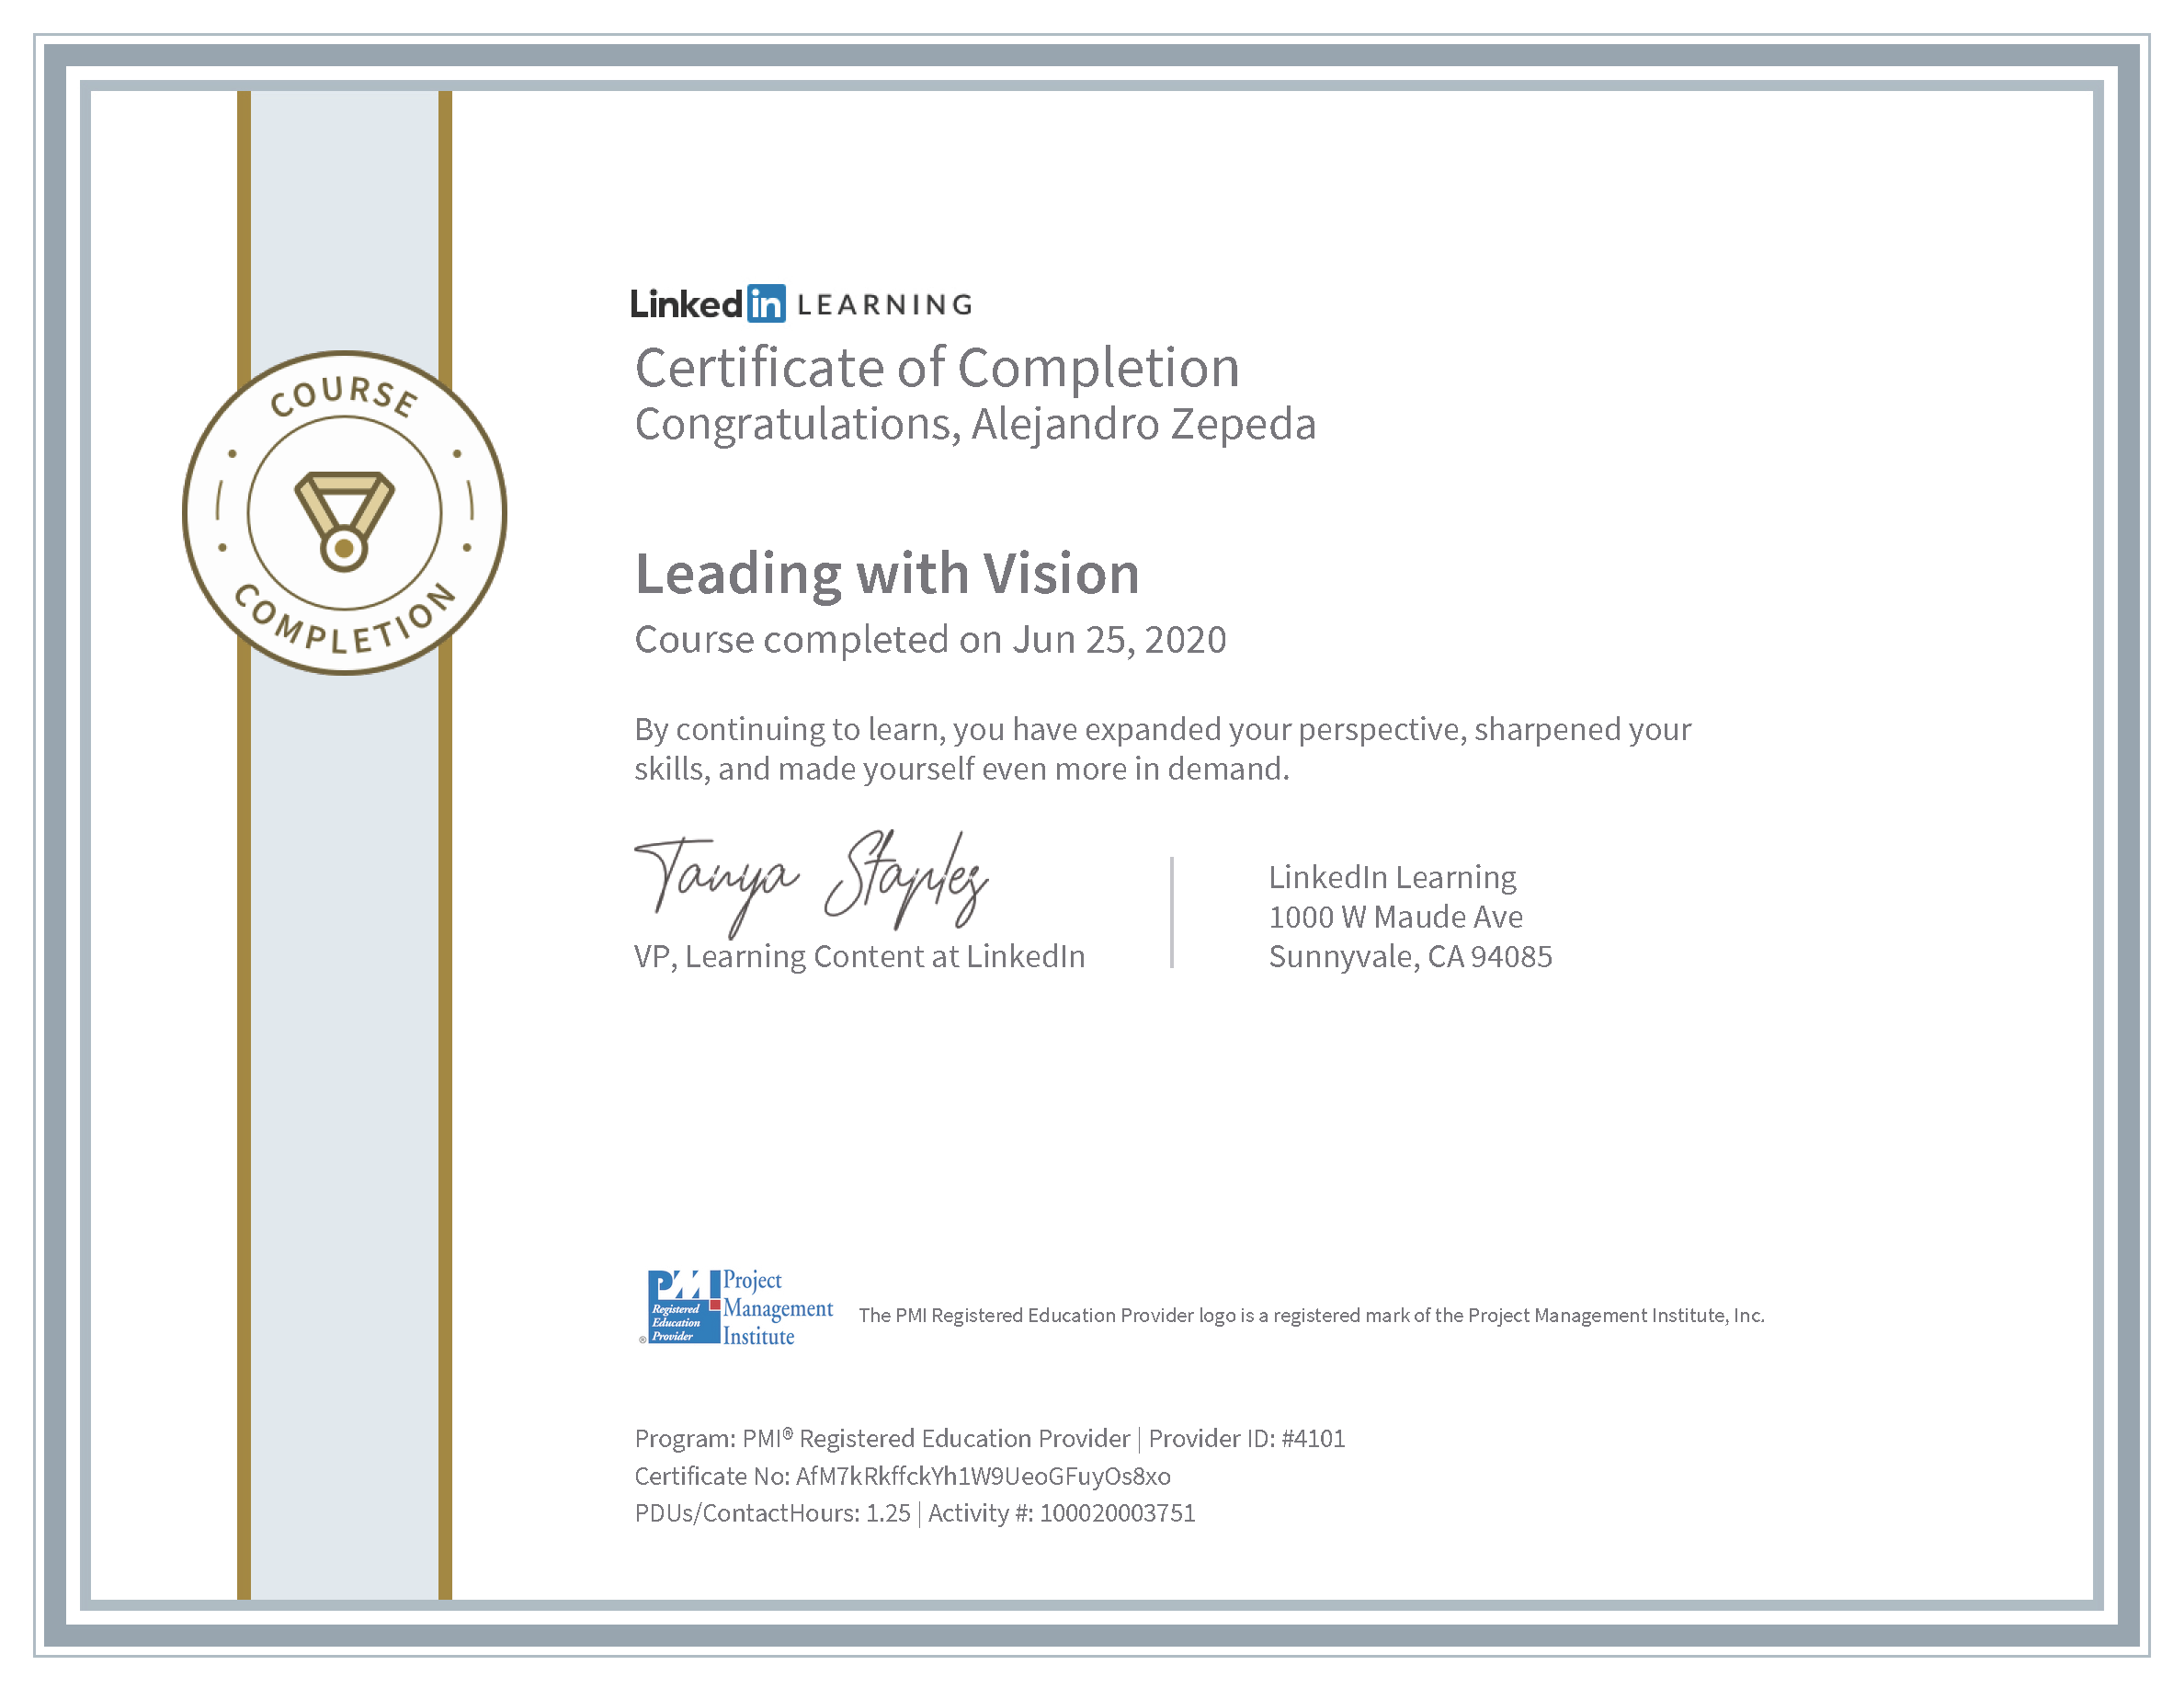 COURSE
COMPLETION
Linked in LEARNING
Certificate of Completion
Congratulations, Alejandro Zepeda
Leading with Vision
Course completed on Jun 25, 2020
By continuing to learn, you have expanded your perspective, sharpened your
skills, and made yourself even more in demand.
Tanya Staples
VP, Learning Content at LinkedIn
LinkedIn Learning
1000 W Maude Ave
Sunnyvale, CA 94085
PMI
Registered
Education
Provider
®
Project
Management
Institute
The PMI Registered Education Provider logo is a registered mark of the Project Management Institute, Inc.
Program: PMI® Registered Education Provider | Provider ID: #4101
Certificate No: AfM7kRkffckYh1W9UeoGFuyOs8xo
PDUs/ContactHours: 1.25 | Activity #: 100020003751